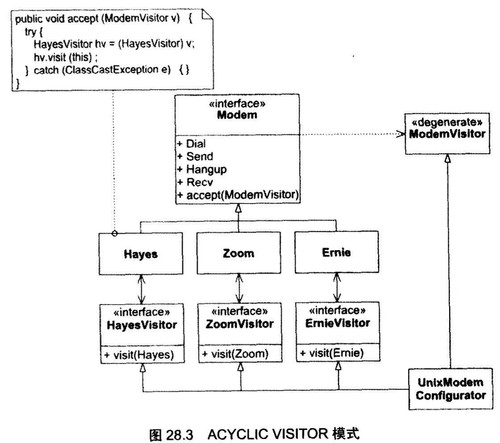 public void accept (ModemVisitor v) {
try {
HayesVisitor hv = (HayesVisitor) v;
hv.visit (this) ;
} catch (ClassCastException e) { }
}
«interface»
Modem
+ Dial
+ Send
+ Hangup
+ Recv
+ accept(ModemVisitor)
«degenerate»
ModemVisitor
Hayes
Zoom
Ernie
«interface»
HayesVisitor
+ visit(Hayes)
«interface»
ZoomVisitor
+ visit(Zoom)
«interface»
ErnieVisitor
+ visit(Ernie)
UnixModem
Configurator
图 28.3 ACYCLIC VISITOR 模式